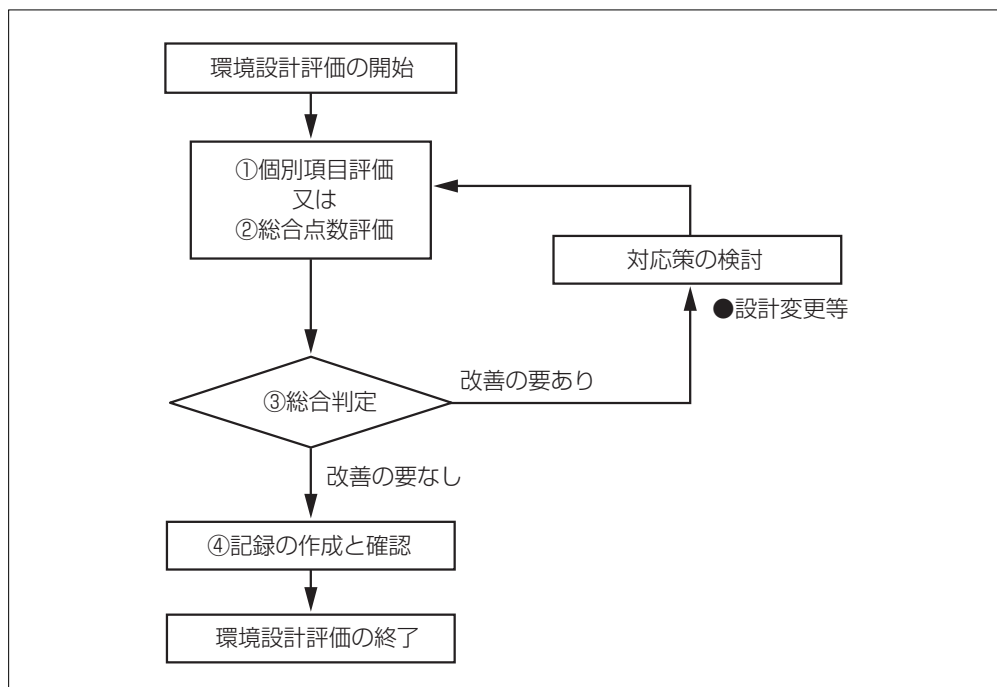 環境設計評価の開始
①個別項目評価
又は
②総合点数評価
対応策の検討
●設計変更等
改善の要あり
③総合判定
改善の要なし
④記録の作成と確認
環境設計評価の終了